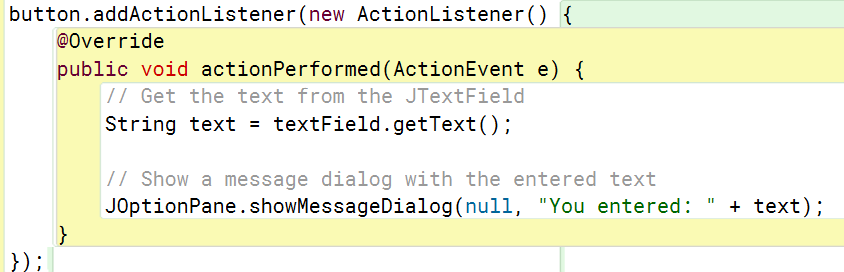 button.addActionListener(new ActionListener() {
@Override
public void actionPerformed(ActionEvent e) {
// Get the text from the JTextField
String text = textField.getText();
// Show a message dialog with the entered text
JOptionPane.showMessageDialog(null, "You entered: " + text);
}
});